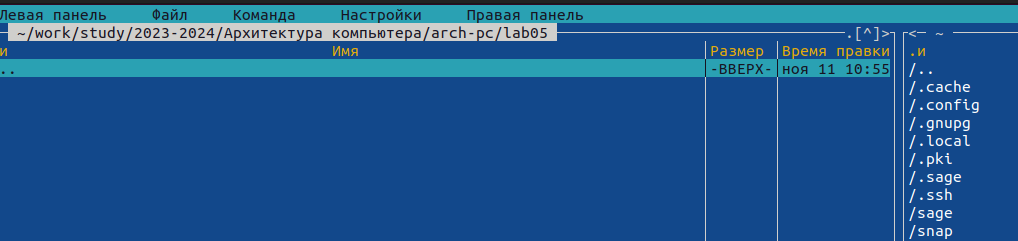 Левая панель Файл Команда Настройки Правая панель
~/work/study/2023-2024/Архитектура компьютера/arch-pc/lab05 .[^]> <─ ~
и Имя Размер Время правки .и
.. -ВВЕРХ- ноя 11 10:55 /..
/.cache
/.config
/.gnupg
/.local
/.pki
/.sage
/.ssh
/sage
/snap